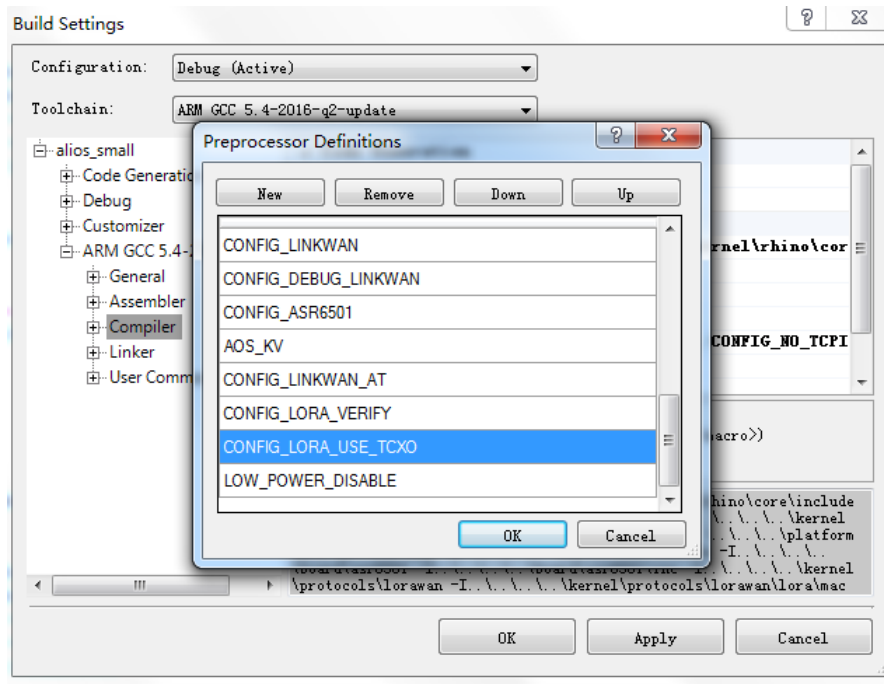 Build Settings
Configuration: Debug (Active)
Toolchain: ARM GCC 5.4-2016-q2-update
alios_small
Code Generatio
Debug
Customizer
ARM GCC 5.4-2
General
Assembler
Compiler
Linker
User Comm
Preprocessor Definitions
New Remove Down Up
CONFIG_LINKWAN
CONFIG_DEBUG_LINKWAN
CONFIG_ASR6501
AOS_KV
CONFIG_LINKWAN_AT
CONFIG_LORA_VERIFY
CONFIG_LORA_USE_TCXO
LOW_POWER_DISABLE
OK Cancel
rnel\rhino\cor
CONFIG_NO_TCPI
acro>)
hino\core\include
\..\..\..\kernel
\..\..\platform
-I..\..\..\..
\kernel
\protocols\lorawan -I..\..\..\..\kernel\protocols\lorawan\lora\mac
OK Apply Cancel